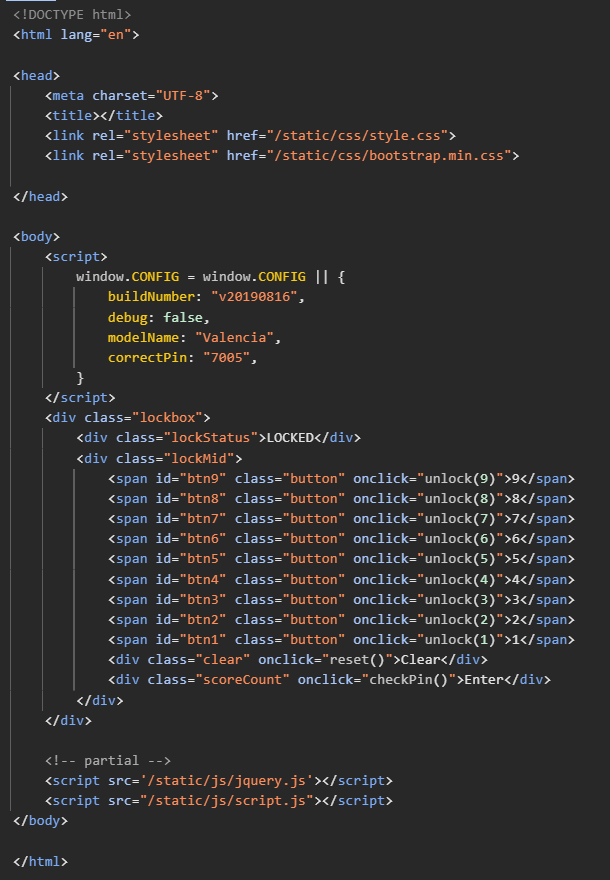 <!DOCTYPE html>
<html lang="en">
<head>
<meta charset="UTF-8">
<title></title>
<link rel="stylesheet" href="/static/css/style.css">
<link rel="stylesheet" href="/static/css/bootstrap.min.css">
</head>
<body>
<script>
window.CONFIG = window.CONFIG || {
buildNumber: "v20190816",
debug: false,
modelName: "Valencia",
correctPin: "7005",
}
</script>
<div class="lockbox">
<div class="lockStatus">LOCKED</div>
<div class="lockMid">
<span id="btn9" class="button" onclick="unlock(9)">9</span>
<span id="btn8" class="button" onclick="unlock(8)">8</span>
<span id="btn7" class="button" onclick="unlock(7)">7</span>
<span id="btn6" class="button" onclick="unlock(6)">6</span>
<span id="btn5" class="button" onclick="unlock(5)">5</span>
<span id="btn4" class="button" onclick="unlock(4)">4</span>
<span id="btn3" class="button" onclick="unlock(3)">3</span>
<span id="btn2" class="button" onclick="unlock(2)">2</span>
<span id="btn1" class="button" onclick="unlock(1)">1</span>
<div class="clear" onclick="reset()">Clear</div>
<div class="scoreCount" onclick="checkPin()">Enter</div>
</div>
</div>
<!-- partial -->
<script src='/static/js/jquery.js'></script>
<script src="/static/js/script.js"></script>
</body>
</html>